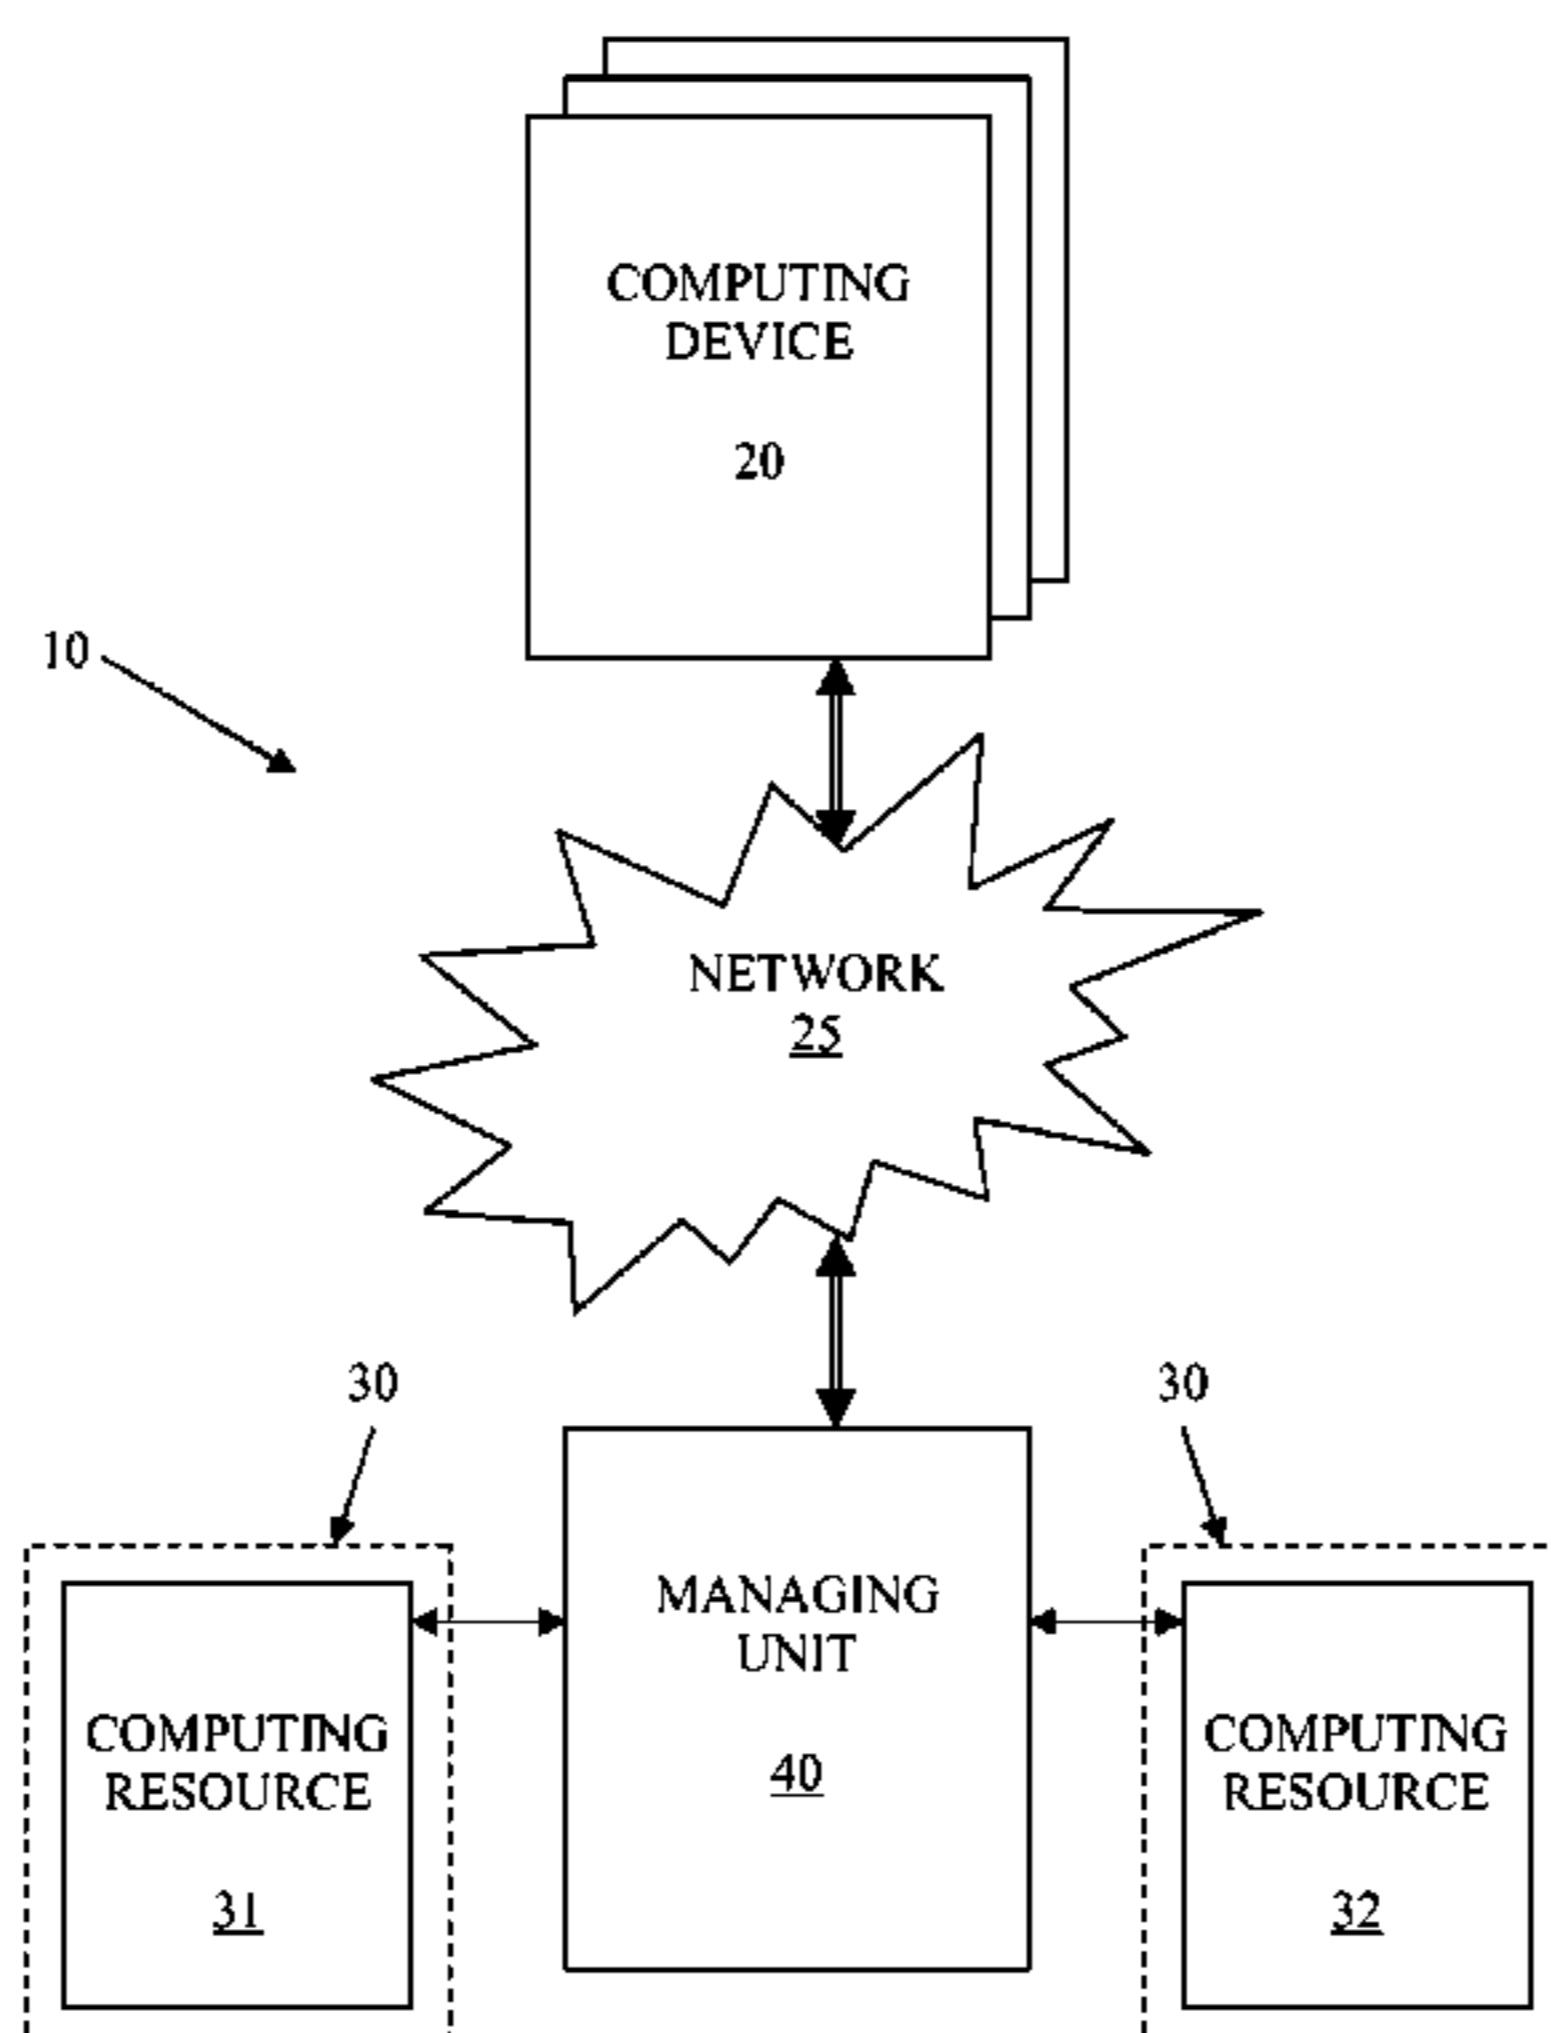 COMPUTING
DEVICE
20
10
NETWORK
25
30
30
MANAGING
UNIT
40
COMPUTING
RESOURCE
31
COMPUTING
RESOURCE
32